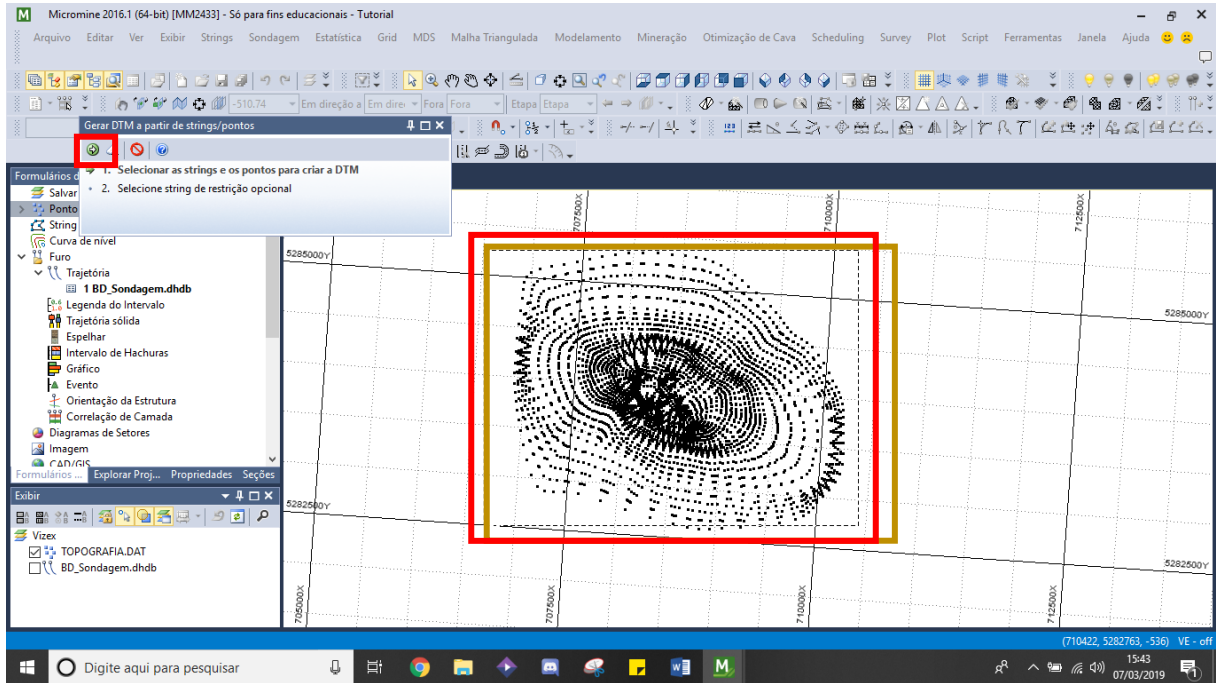 Micromine 2016.1 (64-bit) [MM2433] - Só para fins educacionais - Tutorial
Arquivo Editar Ver Exibir Strings Sondagem Estatística Grid MDS Malha Triangulada Modelamento Mineração Otimização de Cava Scheduling Survey Plot Script Ferramentas Janela Ajuda
-510.74 Em direção a Em dire Fora Fora Etapa Etapa
Gerar DTM a partir de strings/pontos
1. Selecionar as strings e os pontos para criar a DTM
2. Selecione string de restrição opcional
Formulários d
Salvar
Ponto
String
Curva de nível
Furo
Trajetória
1 BD_Sondagem.dhdb
Legenda do Intervalo
Trajetória sólida
Espelhar
Intervalo de Hachuras
Gráfico
Evento
Orientação da Estrutura
Correlação de Camada
Diagramas de Setores
Imagem
CAD/GIS
Formulários ... Explorar Proj... Propriedades Seções
Exibir
Vizex
TOPOGRAFIA.DAT
BD_Sondagem.dhdb
707500X
710000X
712500X
5285000Y
5285000Y
5282500Y
5282500Y
705000X
707500X
710000X
712500X
(710422, 5282763, -536) VE - off
Digite aqui para pesquisar
15:43
07/03/2019